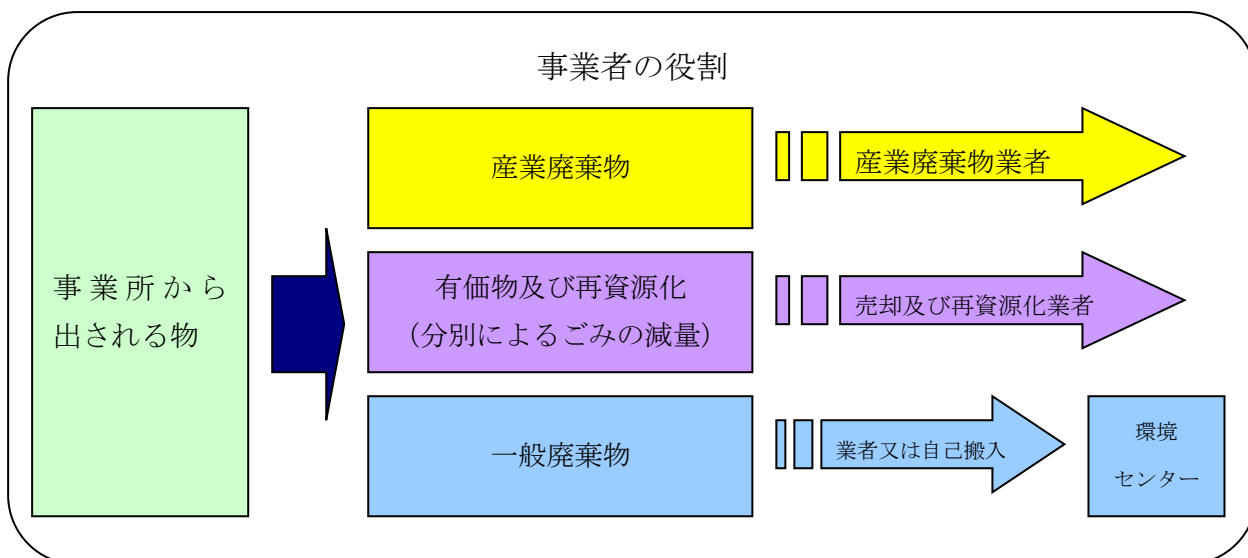 事業者の役割
事業所から
出される物
産業廃棄物
産業廃棄物業者
有価物及び再資源化
（分別によるごみの減量）
売却及び再資源化業者
一般廃棄物
業者又は自己搬入
環境
センター